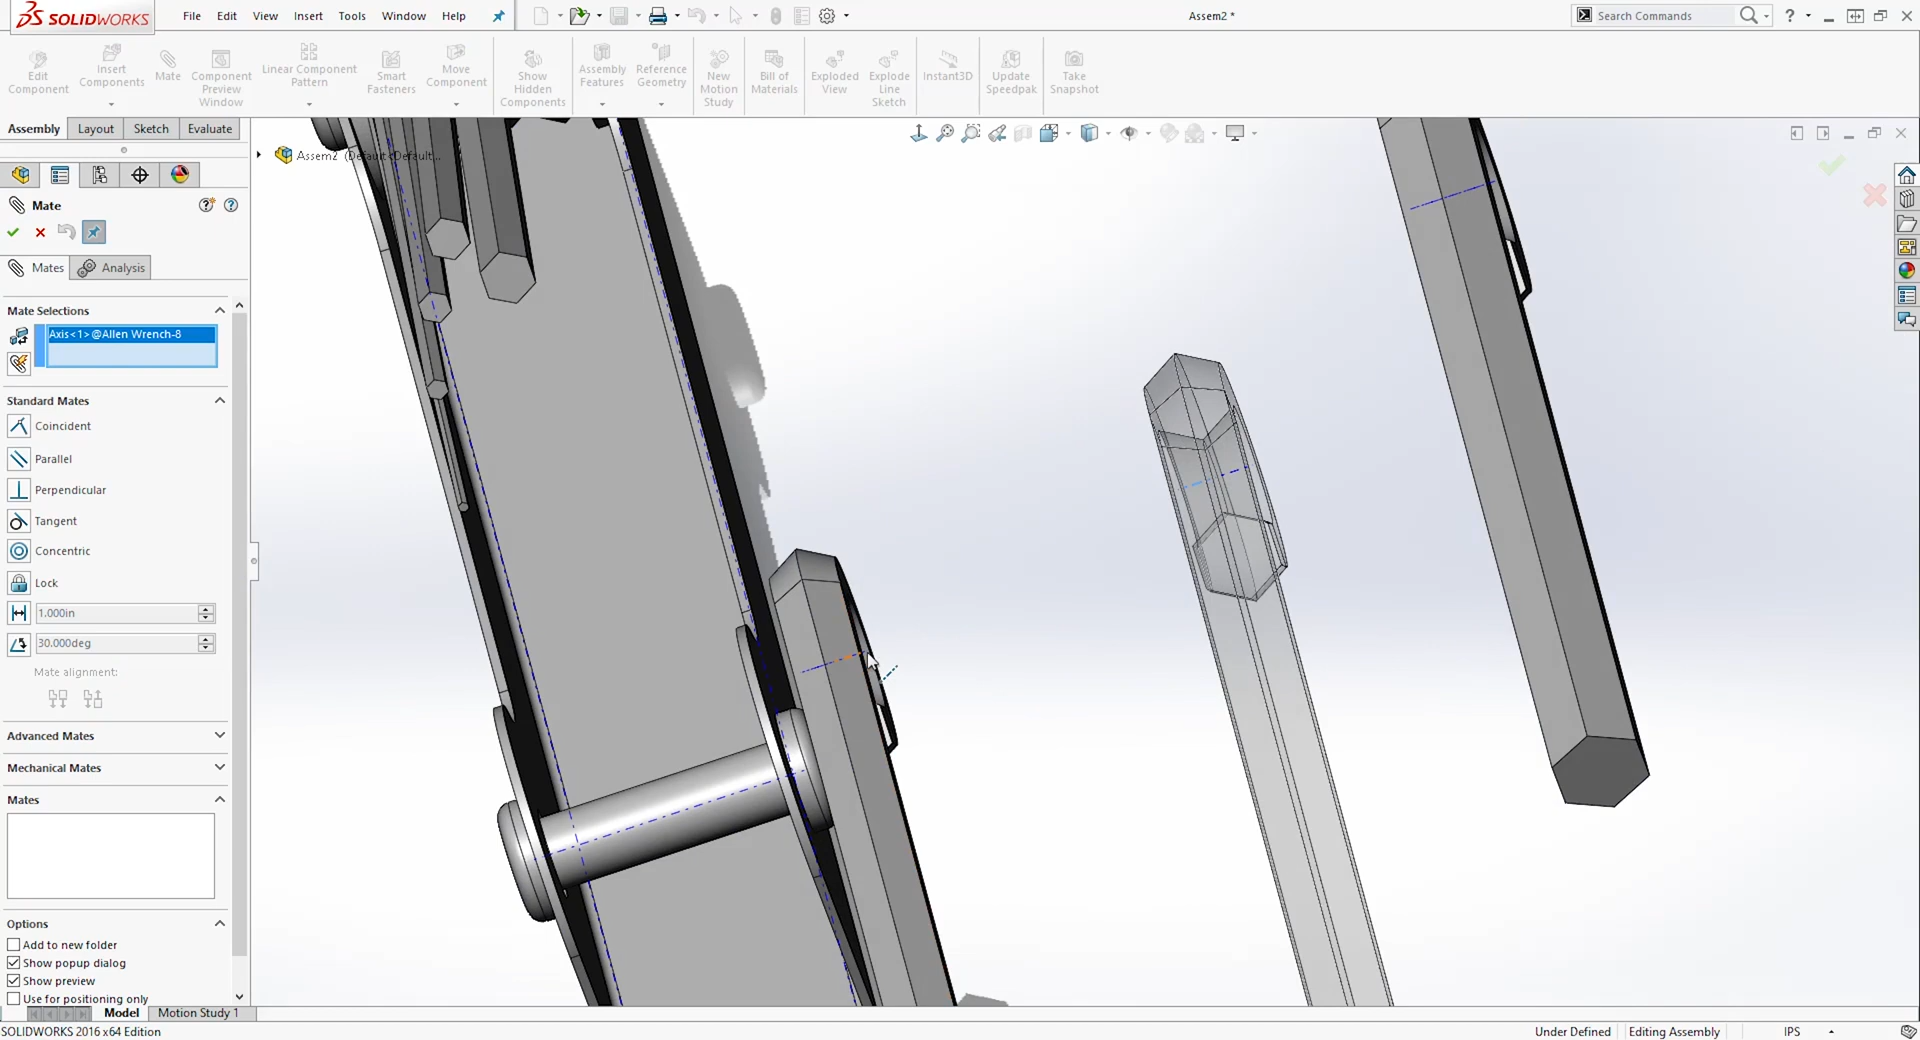 SOLIDWORKS
File
Edit
View
Insert
Tools
Window
Help
Assem2 *
Search Commands
Edit
Component
Insert
Components
Mate
Component
Preview
Window
Linear Component
Pattern
Smart
Fasteners
Move
Component
Show
Hidden
Components
Assembly
Features
Reference
Geometry
New
Motion
Study
Bill of
Materials
Exploded
View
Explode
Line
Sketch
Instant3D
Update
Speedpak
Take
Snapshot
Assembly
Layout
Sketch
Evaluate
Assem2 (Default<Default...
Mate
Mates
Analysis
Mate Selections
Axis<1>@Allen Wrench-8
Standard Mates
Coincident
Parallel
Perpendicular
Tangent
Concentric
Lock
1.000in
30.000deg
Mate alignment:
Advanced Mates
Mechanical Mates
Mates
Options
Add to new folder
Show popup dialog
Show preview
Use for positioning only
Model
Motion Study 1
SOLIDWORKS 2016 x64 Edition
Under Defined
Editing Assembly
IPS